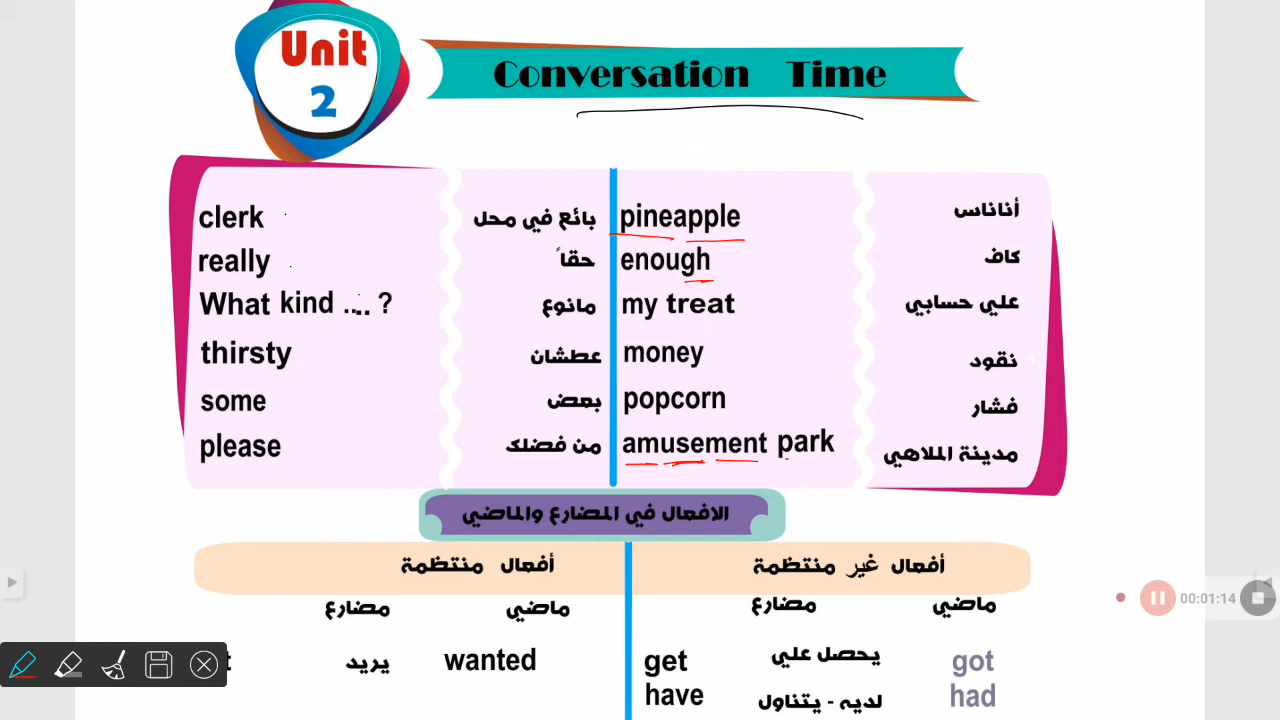 Unit
2
Conversation Time
clerk بائع في محل pineapple أناناس
really حقاً enough كاف
What kind .... ? مانوع my treat علي حسابي
thirsty عطشان money نقود
some بعض popcorn فشار
please من فضلك amusement park مدينة الملاهي
الافعال في المضارع والماضي
أفعال منتظمة أفعال غير منتظمة
مضارع ماضي مضارع ماضي
يريد wanted get يحصل علي got
have لديه - يتناول had
00:01:14